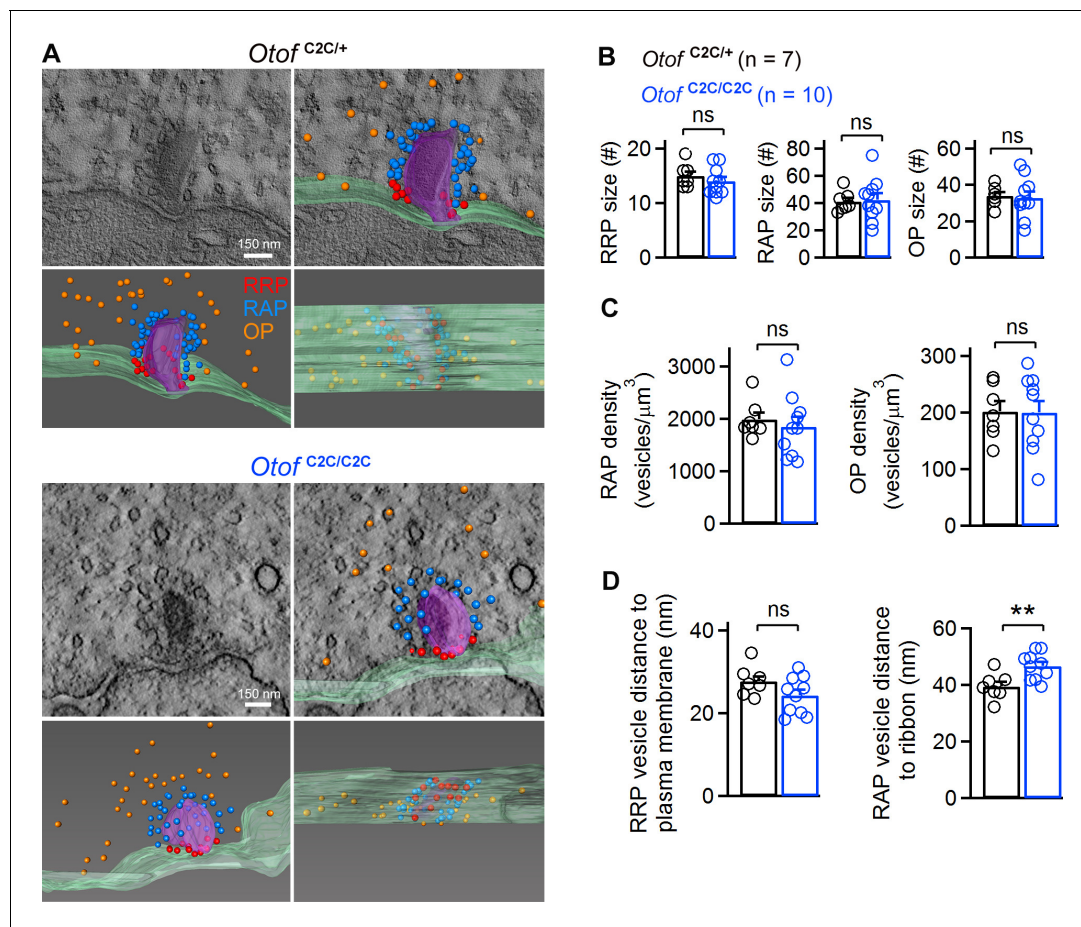 A
Otof C2C/+
150 nm
RRP
RAP
OP
Otof C2C/C2C
150 nm
B
Otof C2C/+ (n = 7)
Otof C2C/C2C (n = 10)
ns
RRP size (#)
20
10
0
ns
RAP size (#)
80
60
40
20
0
ns
OP size (#)
60
40
20
0
C
ns
RAP density
(vesicles/μm3)
3000
2000
1000
0
ns
OP density
(vesicles/μm3)
300
200
100
0
D
ns
RRP vesicle distance to
plasma membrane (nm)
40
20
0
**
RAP vesicle distance
to ribbon (nm)
60
40
20
0